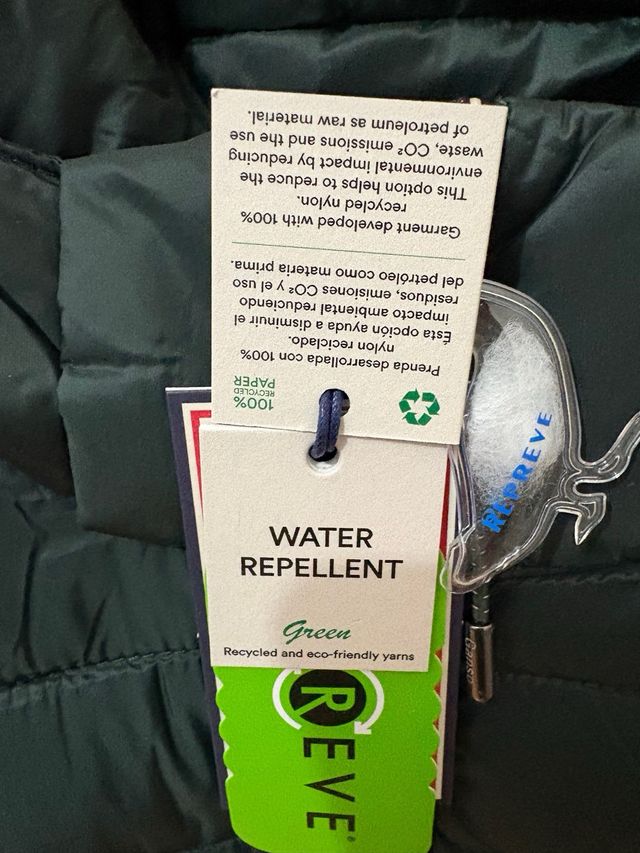 Garment developed with 100%
recycled nylon.
This option helps to reduce the
environmental impact by reducing
waste, CO² emissions and the use
of petroleum as raw material.
Prenda desarrollada con 100%
nylon reciclado.
Ésta opción ayuda a disminuir el
impacto ambiental reduciendo
residuos, emisiones CO² y el uso
del petróleo como materia prima.
100%
RECYCLED
PAPER
WATER
REPELLENT
Green
Recycled and eco-friendly yarns
REPREVE
REVE®